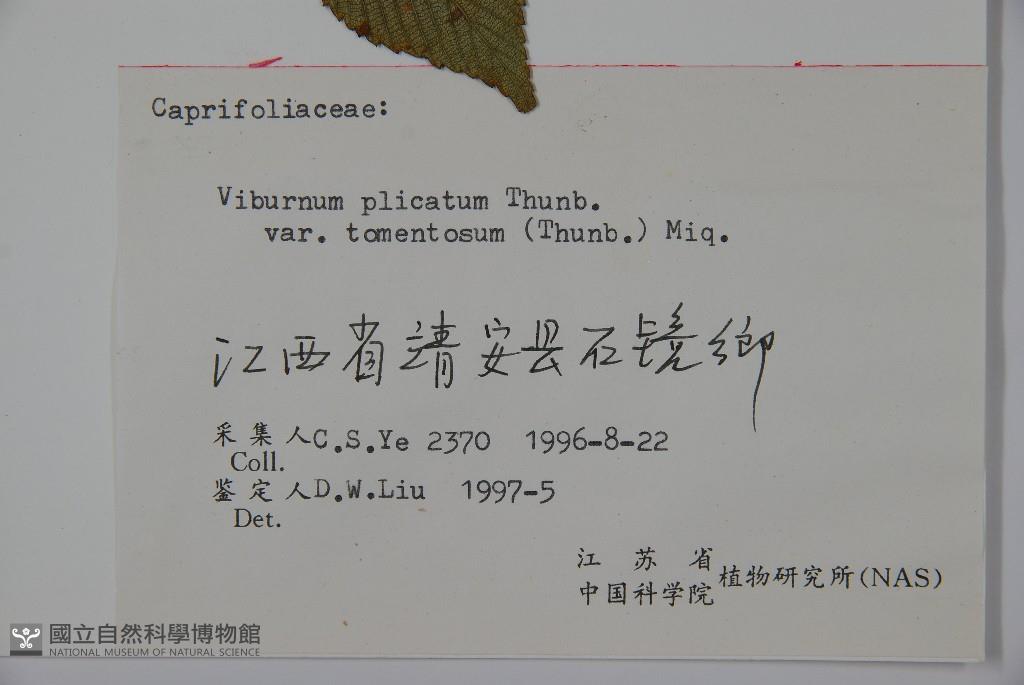 Caprifoliaceae:
Viburnum plicatum Thunb.
var. tomentosum (Thunb.) Miq.
江西省靖安县石镜鄉
采集人C.S.Ye 2370 1996-8-22
Coll.
鉴定人D.W.Liu 1997-5
Det.
江苏省
中国科学院植物研究所(NAS)
國立自然科學博物館
NATIONAL MUSEUM OF NATURAL SCIENCE